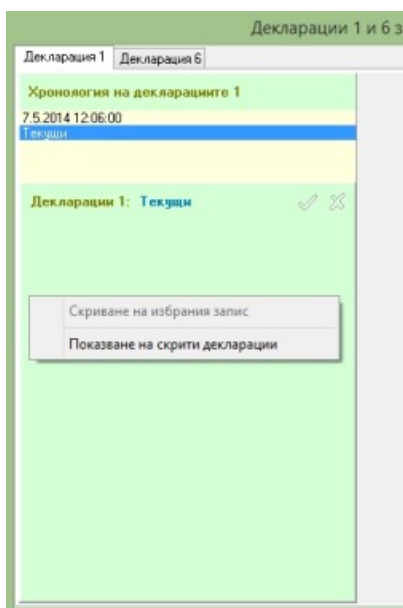 Декларации 1 и 6 з
Декларация 1 Декларация 6
Хронология на декларациите 1
7.5.2014 12:06:00
Текущи
Декларации 1: Текущи
Скриване на избрания запис
Показване на скрити декларации